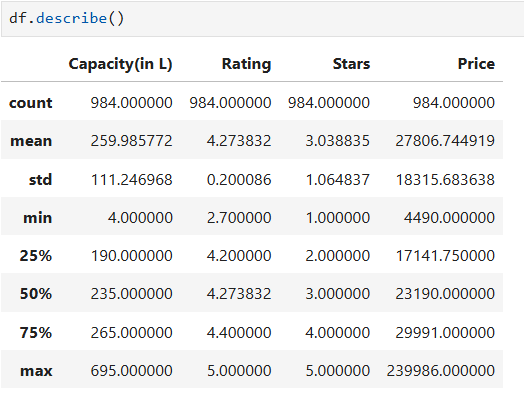 df.describe()
Capacity(in L) Rating Stars Price
count 984.000000 984.000000 984.000000 984.000000
mean 259.985772 4.273832 3.038835 27806.744919
std 111.246968 0.200086 1.064837 18315.683638
min 4.000000 2.700000 1.000000 4490.000000
25% 190.000000 4.200000 2.000000 17141.750000
50% 235.000000 4.273832 3.000000 23190.000000
75% 265.000000 4.400000 4.000000 29991.000000
max 695.000000 5.000000 5.000000 239986.000000